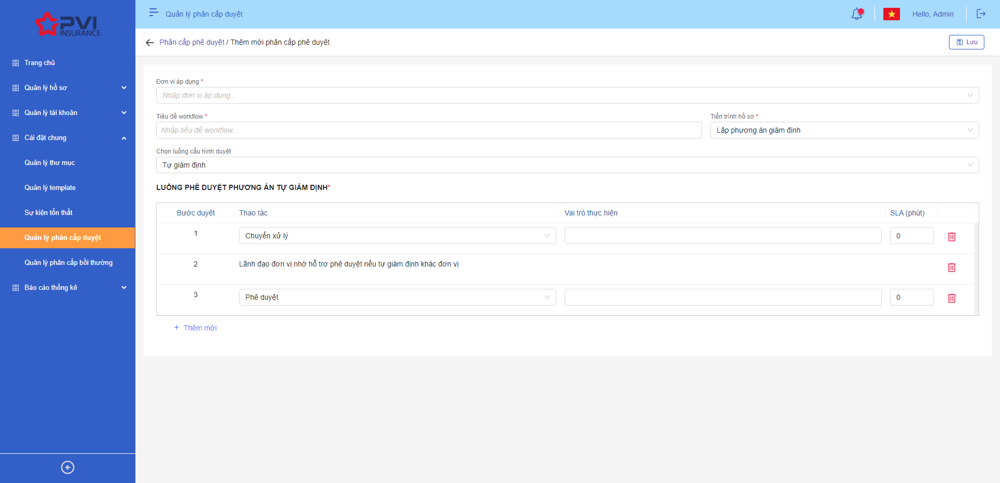 PVI
INSURANCE
Trang chủ
Quản lý hồ sơ
Quản lý tài khoản
Cài đặt chung
Quản lý thư mục
Quản lý template
Sự kiện tổn thất
Quản lý phân cấp duyệt
Quản lý phân cấp bồi thường
Báo cáo thống kê
Quản lý phân cấp duyệt
Hello, Admin
Phân cấp phê duyệt / Thêm mới phân cấp phê duyệt
Lưu
Đơn vị áp dụng *
Nhập đơn vị áp dụng...
Tiêu đề workflow *
Nhập tiêu đề workflow...
Tiến trình hồ sơ *
Lập phương án giám định
Chọn luồng cấu hình duyệt
Tự giám định
LUỒNG PHÊ DUYỆT PHƯƠNG ÁN TỰ GIÁM ĐỊNH*
Bước duyệt Thao tác Vai trò thực hiện SLA (phút)
1 Chuyển xử lý 0
2 Lãnh đạo đơn vị nhờ hỗ trợ phê duyệt nếu tự giám định khác đơn vị
3 Phê duyệt 0
+ Thêm mới